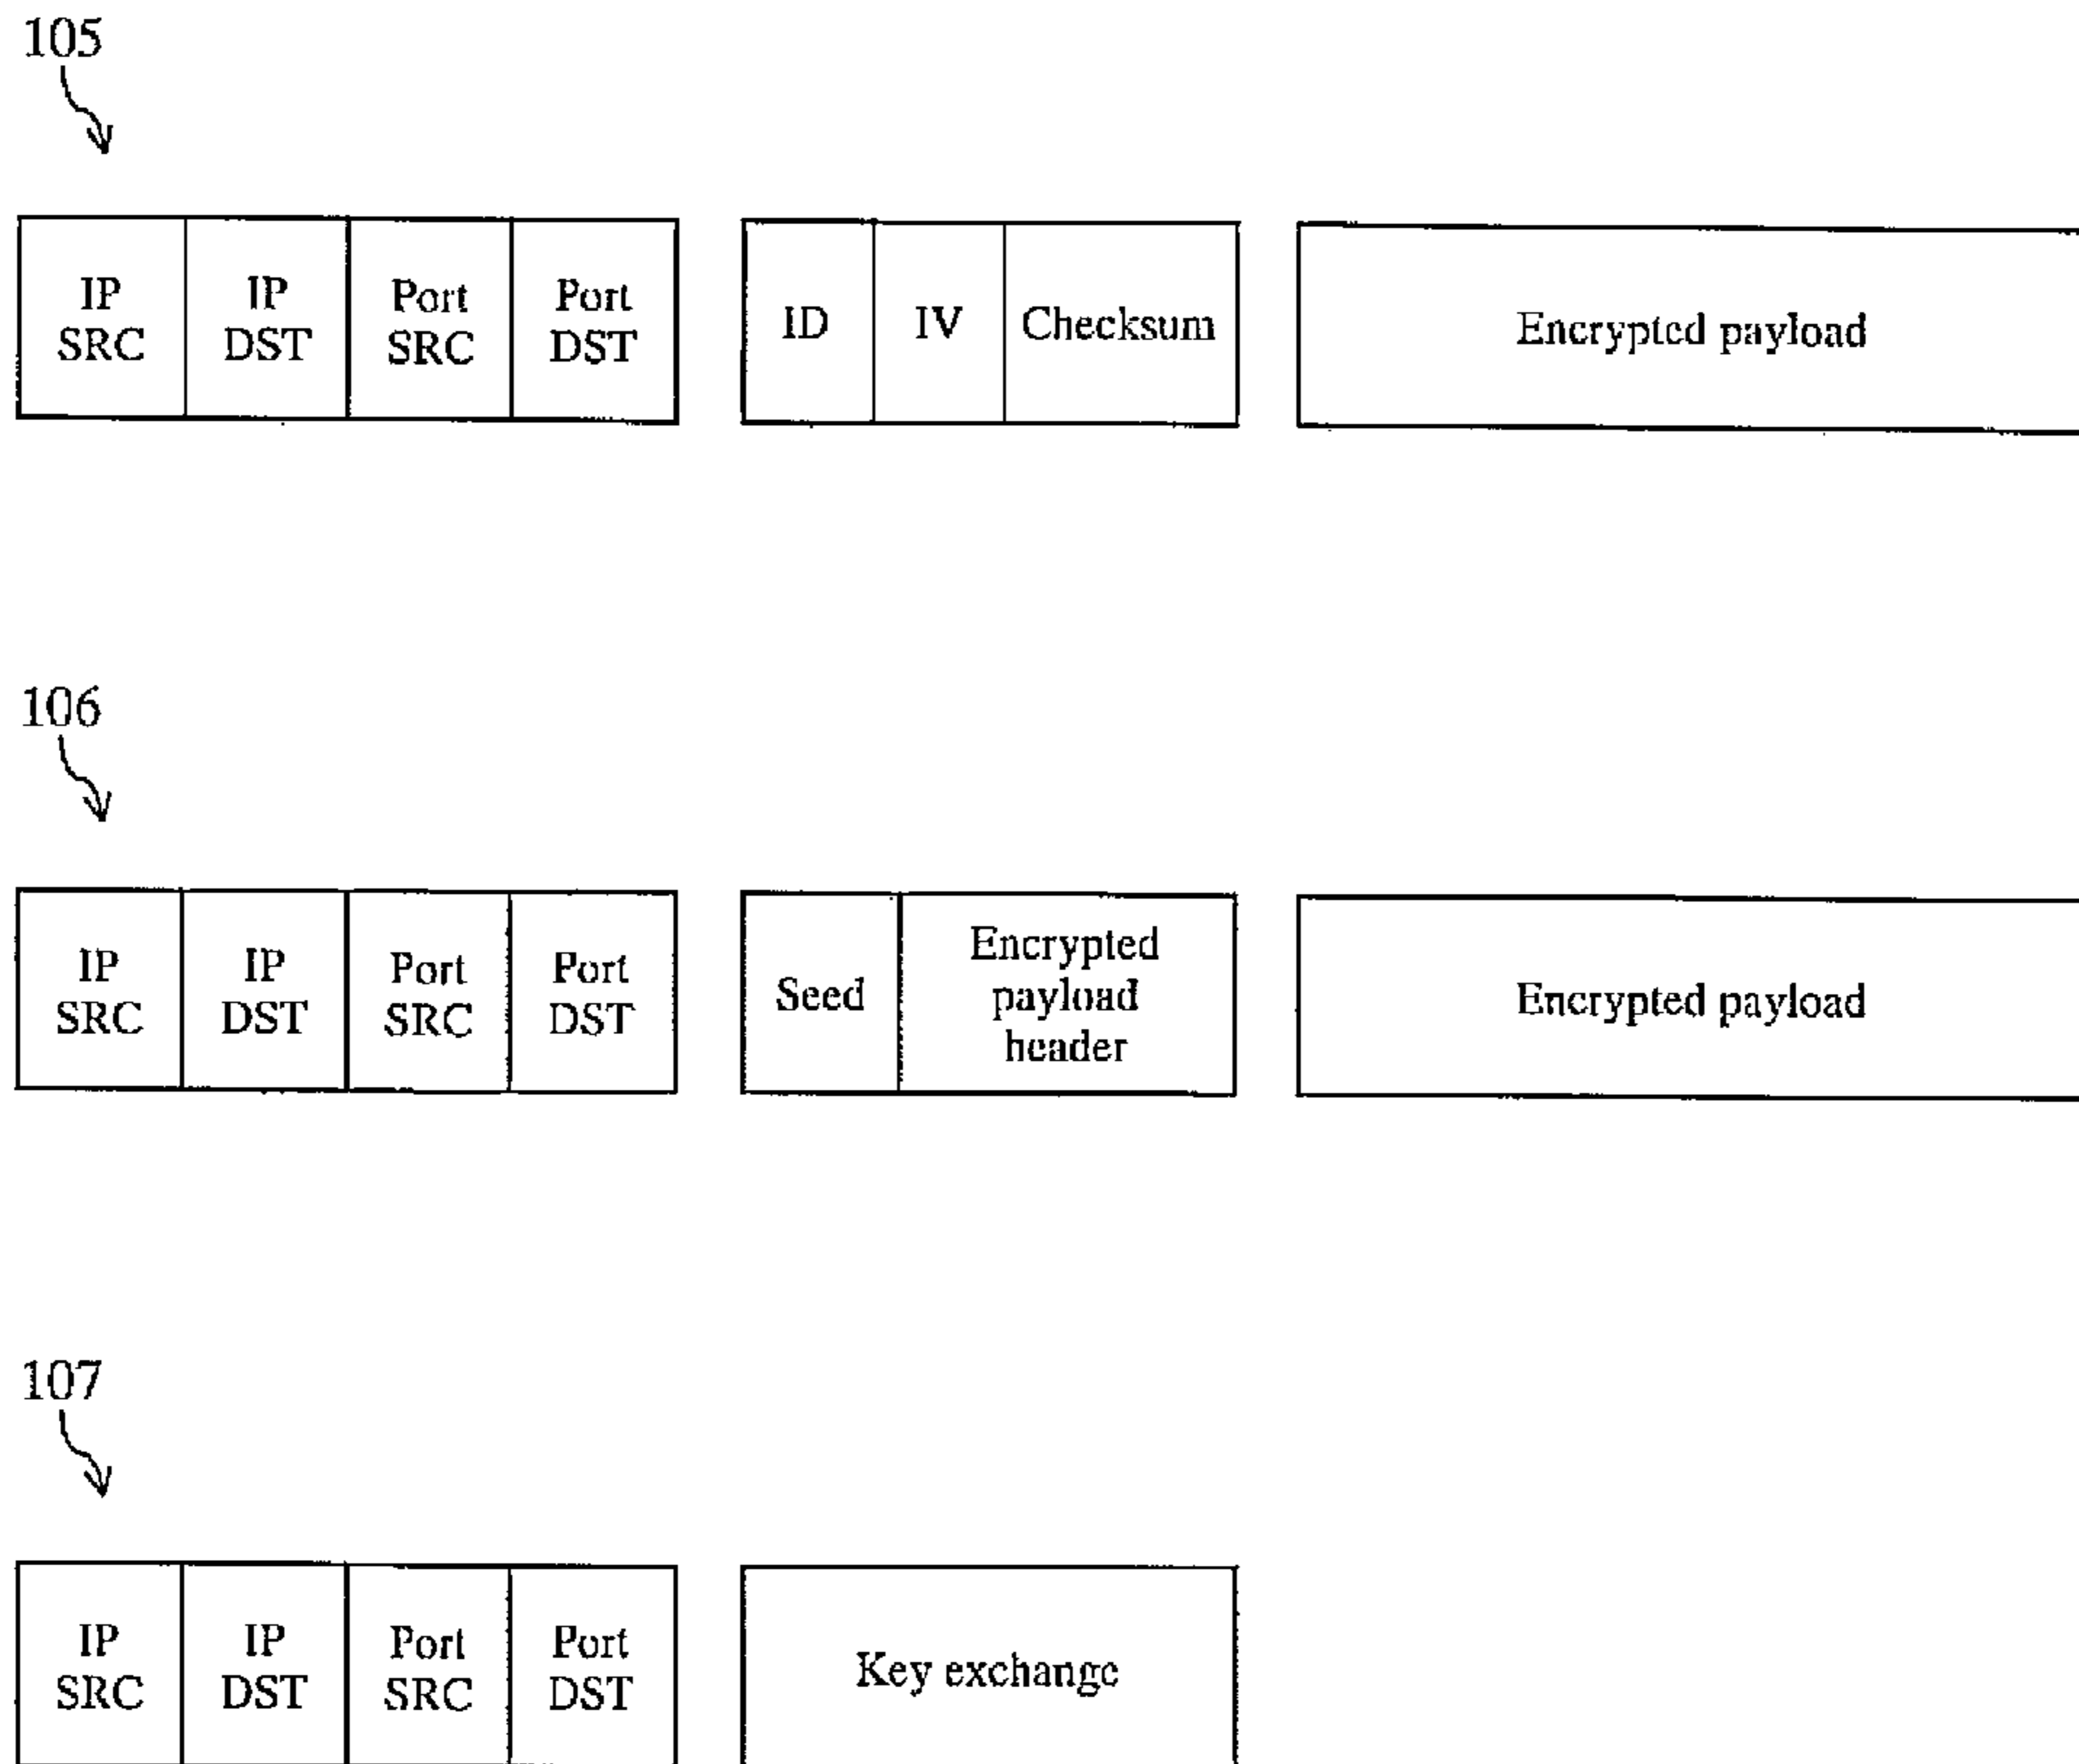 105
IP SRC
IP DST
Port SRC
Port DST
ID
IV
Checksum
Encrypted payload
106
IP SRC
IP DST
Port SRC
Port DST
Seed
Encrypted
payload
header
Encrypted payload
107
IP SRC
IP DST
Port SRC
Port DST
Key exchange